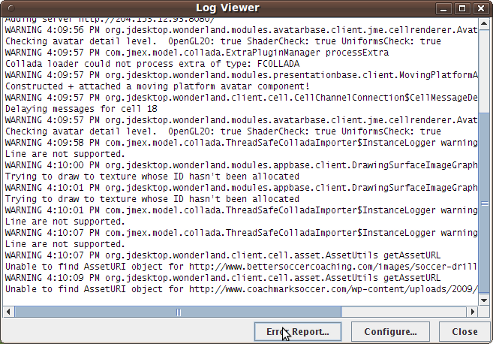 Log Viewer
Adding server http://204.153.12.93:8080/
WARNING 4:09:56 PM org.jdesktop.wonderland.modules.avatarbase.client.jme.cellrenderer.Avat
Checking avatar detail level.  OpenGL20: true ShaderCheck: true UniformsCheck: true
WARNING 4:09:57 PM com.jmex.model.collada.ExtraPluginManager processExtra
Collada loader could not process extra of type: FCOLLADA
WARNING 4:09:57 PM org.jdesktop.wonderland.modules.presentationbase.client.MovingPlatformA
Constructed + attached a moving platform avatar component!
WARNING 4:09:57 PM org.jdesktop.wonderland.client.cell.CellChannelConnection$CellMessageDe
Delaying messages for cell 18
WARNING 4:09:57 PM org.jdesktop.wonderland.modules.avatarbase.client.jme.cellrenderer.Avat
Checking avatar detail level.  OpenGL20: true ShaderCheck: true UniformsCheck: true
WARNING 4:09:58 PM com.jmex.model.collada.ThreadSafeColladaImporter$InstanceLogger warning
Line are not supported.
WARNING 4:10:00 PM org.jdesktop.wonderland.modules.appbase.client.DrawingSurfaceImageGraph
Trying to draw to texture whose ID hasn't been allocated
WARNING 4:10:01 PM org.jdesktop.wonderland.modules.appbase.client.DrawingSurfaceImageGraph
Trying to draw to texture whose ID hasn't been allocated
WARNING 4:10:01 PM com.jmex.model.collada.ThreadSafeColladaImporter$InstanceLogger warning
Line are not supported.
WARNING 4:10:07 PM com.jmex.model.collada.ThreadSafeColladaImporter$InstanceLogger warning
Line are not supported.
WARNING 4:10:07 PM org.jdesktop.wonderland.client.cell.asset.AssetUtils getAssetURL
Unable to find AssetURI object for http://www.bettersoccercoaching.com/images/soccer-drill
WARNING 4:10:09 PM org.jdesktop.wonderland.client.cell.asset.AssetUtils getAssetURL
Unable to find AssetURI object for http://www.coachmarksoccer.com/wp-content/uploads/2009/
Error Report... Configure... Close